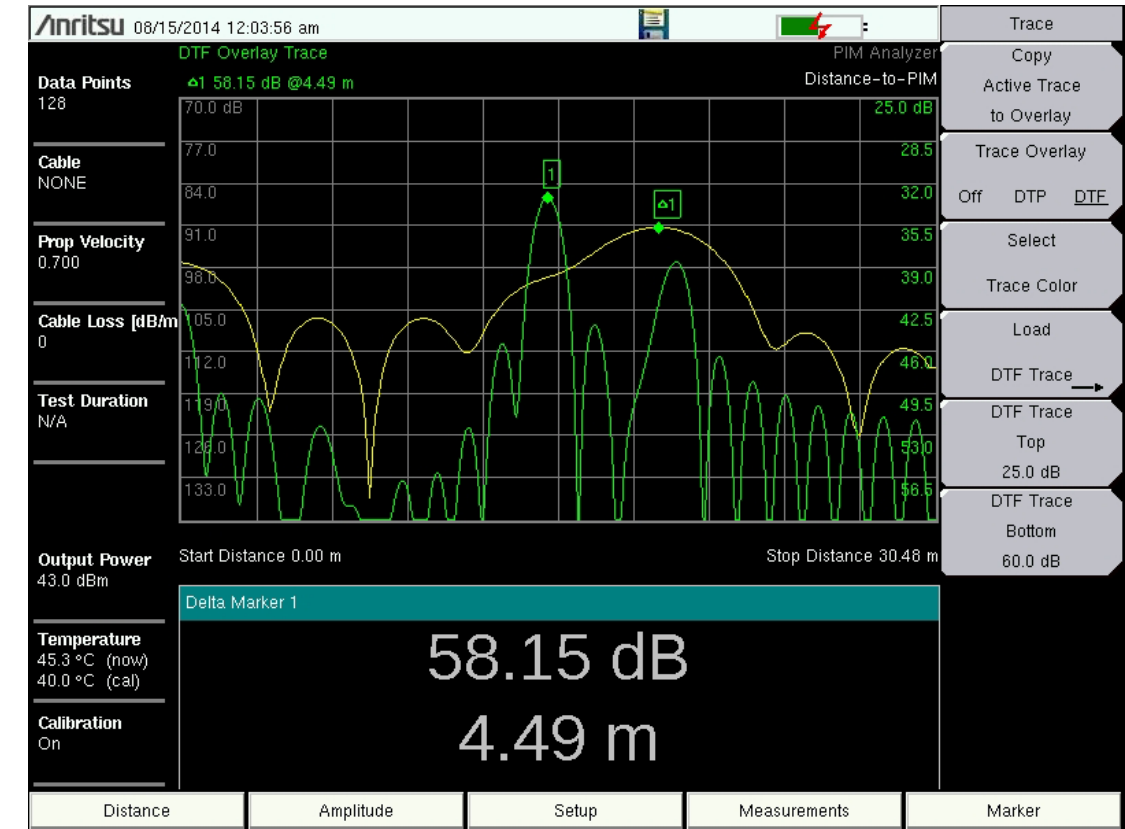 Anritsu 08/15/2014 12:03:56 am
Trace
DTF Overlay Trace
PIM Analyzer
△1 58.15 dB @4.49 m
Distance-to-PIM
Data Points
128
Cable
NONE
Prop Velocity
0.700
Cable Loss [dB/m
0
Test Duration
N/A
Output Power
43.0 dBm
Temperature
45.3 °C (now)
40.0 °C (cal)
Calibration
On
70.0 dB
77.0
84.0
91.0
98.0
105.0
112.0
119.0
126.0
133.0
1
△1
25.0 dB
28.5
32.0
35.5
39.0
42.5
46.0
49.5
53.0
56.5
Start Distance 0.00 m
Stop Distance 30.48 m
Delta Marker 1
58.15 dB
4.49 m
Copy
Active Trace
to Overlay
Trace Overlay
Off DTP DTF
Select
Trace Color
Load
DTF Trace
DTF Trace
Top
25.0 dB
DTF Trace
Bottom
60.0 dB
Distance
Amplitude
Setup
Measurements
Marker